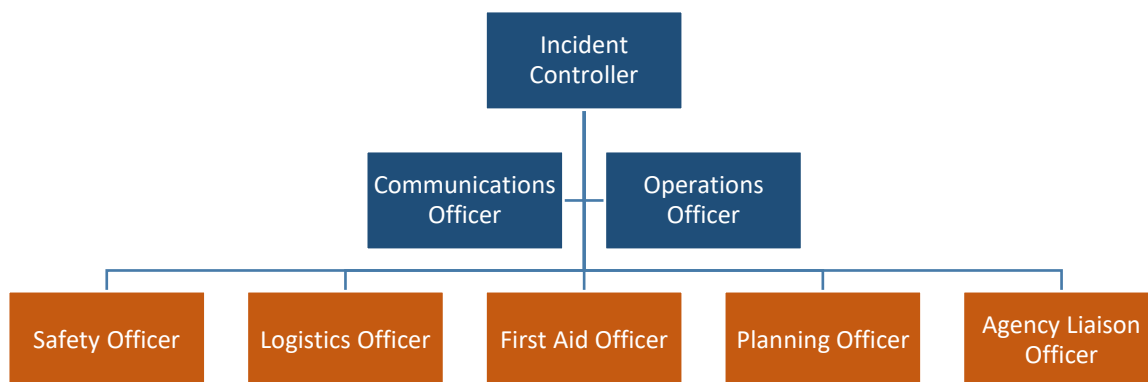 Incident
Controller
Communications
Officer
Operations
Officer
Safety Officer
Logistics Officer
First Aid Officer
Planning Officer
Agency Liaison
Officer